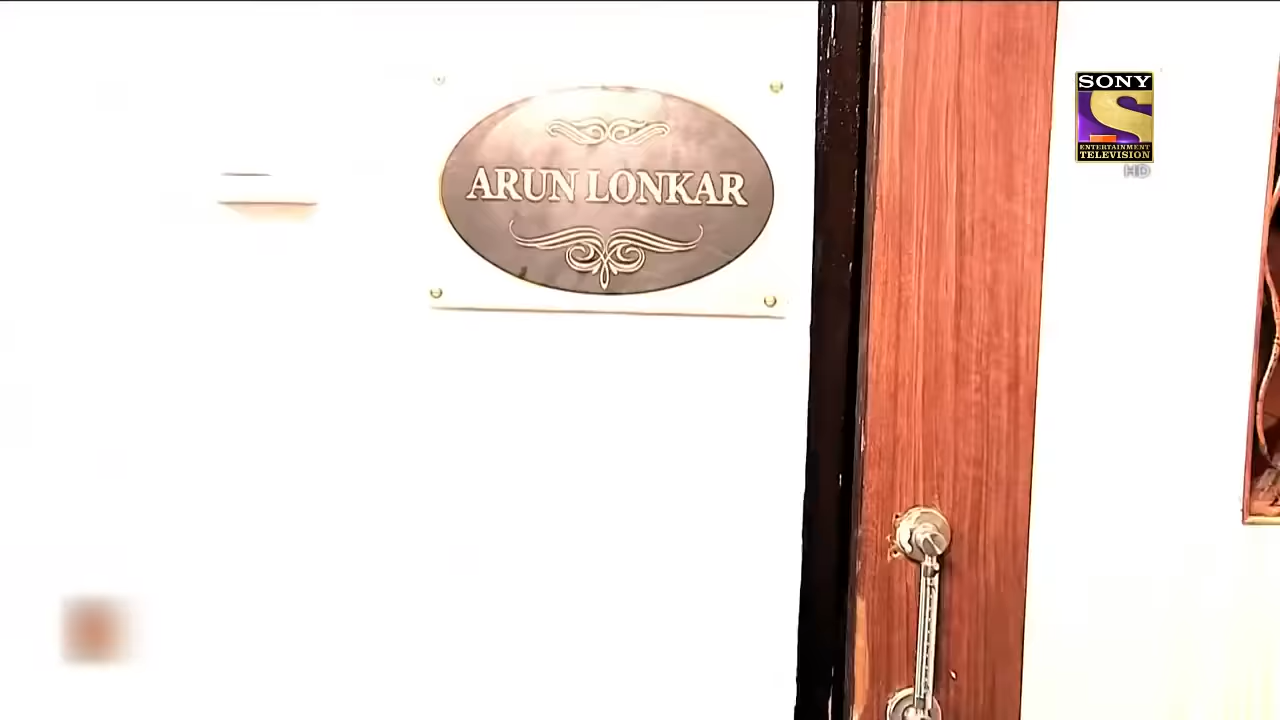 ARUN LONKAR
SONY
ENTERTAINMENT
TELEVISION
HD